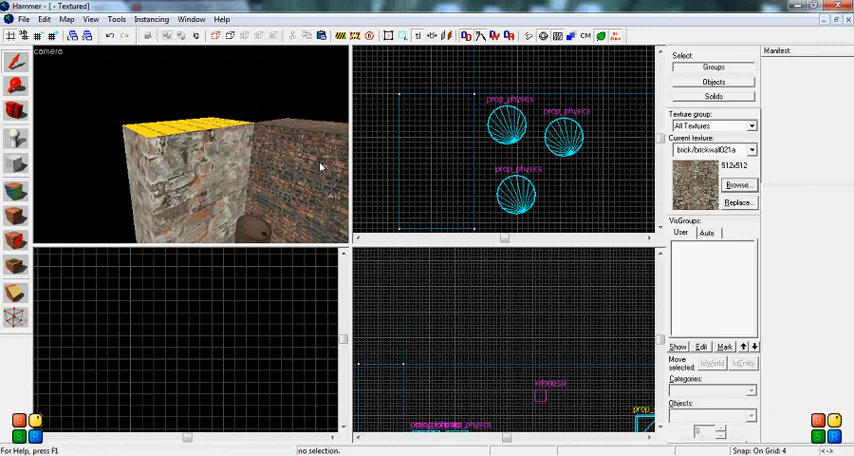 Hammer - [ - Textured]
File Edit Map View Tools Instancing Window Help
camera
prop_physics
prop_physics
prop_physics
Select:
Groups
Objects
Solids
Texture group:
All Textures
Current texture:
brick/brickwall021a
512x512
Browse...
Replace...
VisGroups:
User Auto
Show Edit Mark
Move
selected:
toWorld toEntity
Categories:
Objects:
0
Manifest:
For Help, press F1
no selection.
Snap: On Grid: 4
<->